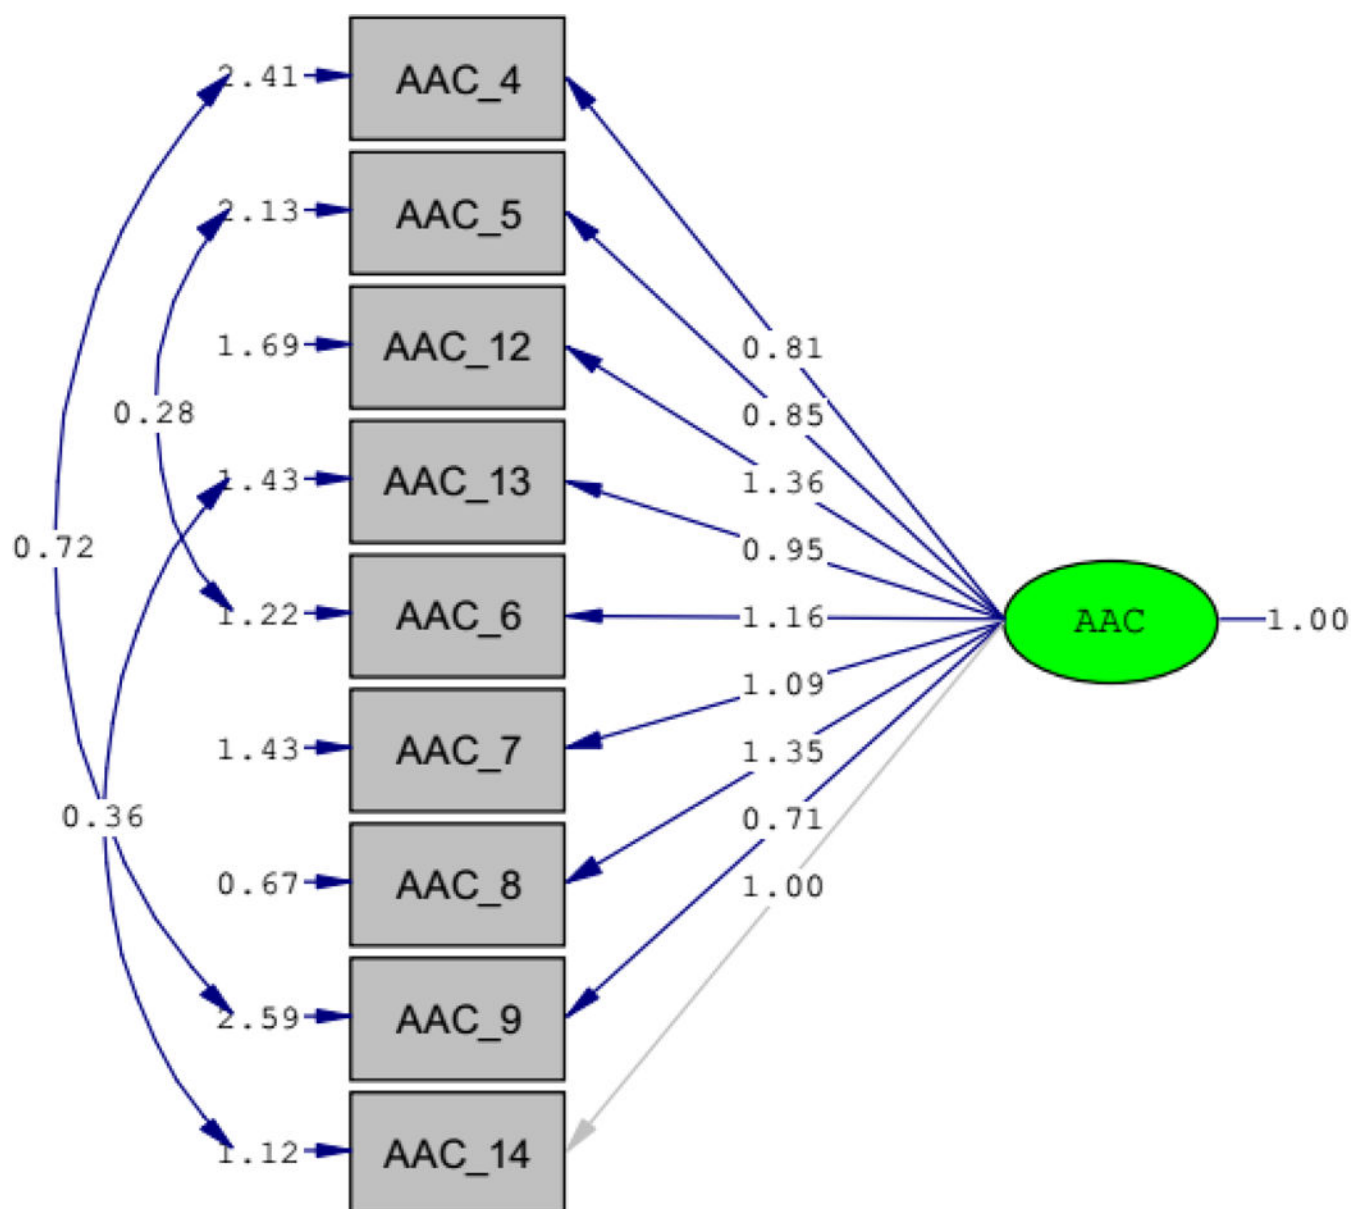 2.41 AAC_4
2.13 AAC_5
1.69 AAC_12
0.81
0.28
0.85
1.43 AAC_13
1.36
0.72
0.95
1.22 AAC_6
1.16
AAC 1.00
1.09
1.43 AAC_7
1.35
0.36
0.71
0.67 AAC_8
1.00
2.59 AAC_9
1.12 AAC_14